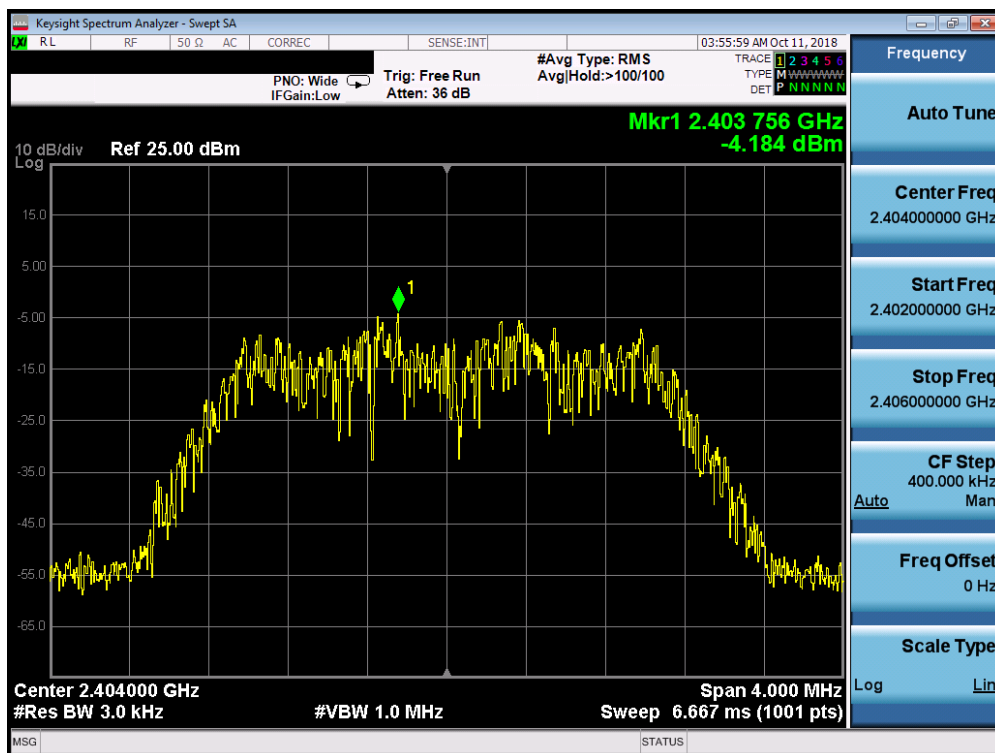 Keysight Spectrum Analyzer - Swept SA
LXI RL RF 50 Ω AC CORREC SENSE:INT 03:55:59 AM Oct 11, 2018
PNO: Wide Trig: Free Run #Avg Type: RMS TRACE 1 2 3 4 5 6
IFGain:Low Atten: 36 dB Avg|Hold:>100/100 TYPE M WWWWW
DET P N N N N N
Mkr1 2.403 756 GHz
-4.184 dBm
10 dB/div Ref 25.00 dBm
Log
15.0
5.00
1
-5.00
-15.0
-25.0
-35.0
-45.0
-55.0
-65.0
Center 2.404000 GHz Span 4.000 MHz
#Res BW 3.0 kHz #VBW 1.0 MHz Sweep 6.667 ms (1001 pts)
MSG STATUS
Frequency
Auto Tune
Center Freq
2.404000000 GHz
Start Freq
2.402000000 GHz
Stop Freq
2.406000000 GHz
CF Step
400.000 kHz
Auto Man
Freq Offset
0 Hz
Scale Type
Log Lin